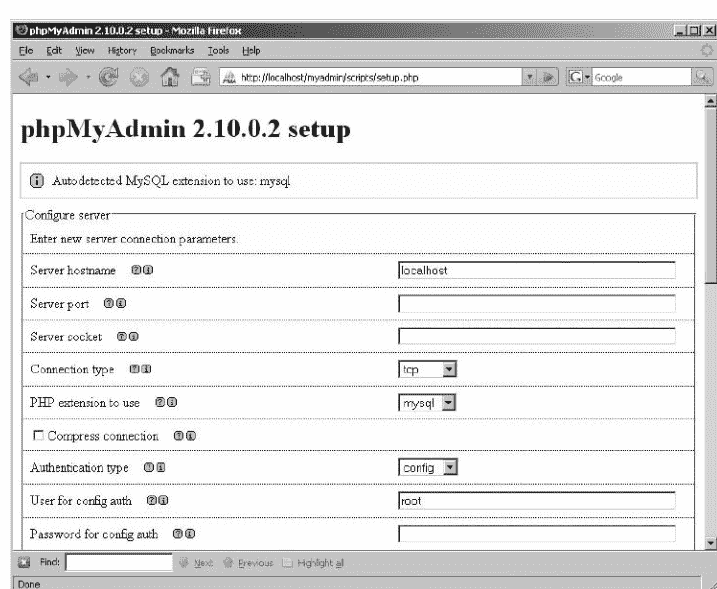 phpMyAdmin 2.10.0.2 setup - Mozilla Firefox
File Edit View History Bookmarks Tools Help
http://localhost/myadmin/scripts/setup.php
G Google
phpMyAdmin 2.10.0.2 setup
Autodetected MySQL extension to use: mysql
Configure server
Enter new server connection parameters.
Server hostname localhost
Server port
Server socket
Connection type tcp
PHP extension to use mysql
Compress connection
Authentication type config
User for config auth root
Password for config auth
Find: Next Previous Highlight all
Done